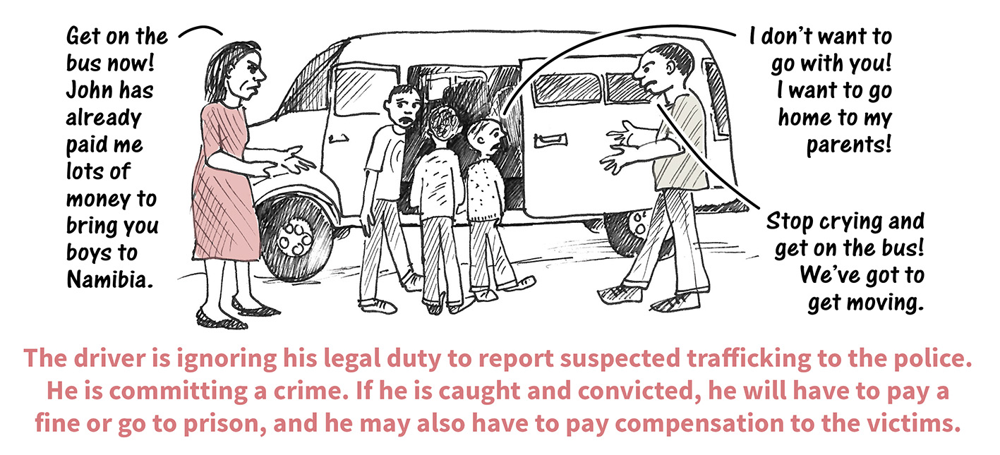 Get on the
bus now!
John has
already
paid me
lots of
money to
bring you
boys to
Namibia.
I don't want to
go with you!
I want to go
home to my
parents!
Stop crying and
get on the bus!
We've got to
get moving.
The driver is ignoring his legal duty to report suspected trafficking to the police.
He is committing a crime. If he is caught and convicted, he will have to pay a
fine or go to prison, and he may also have to pay compensation to the victims.